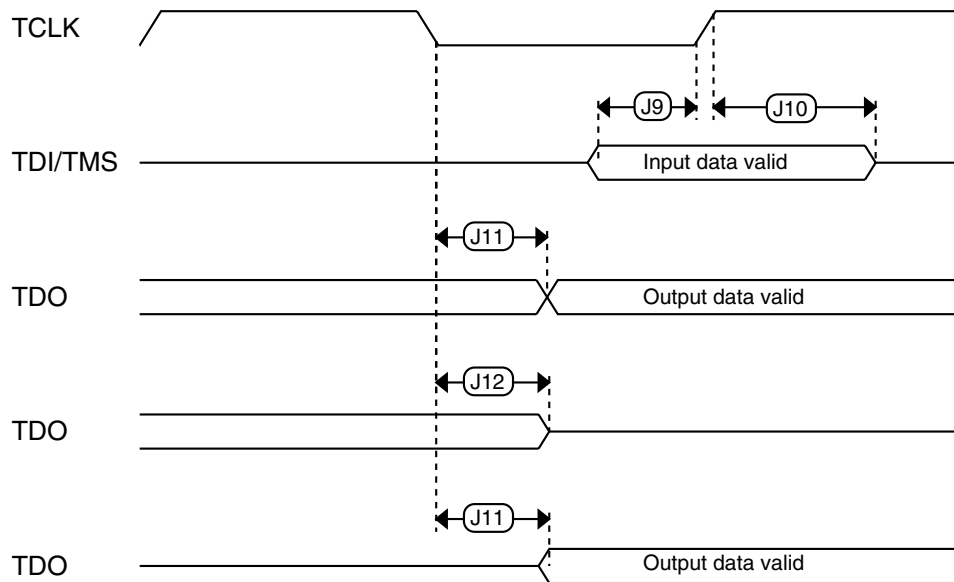 TCLK
J9
J10
TDI/TMS
Input data valid
J11
TDO
Output data valid
J12
TDO
J11
TDO
Output data valid